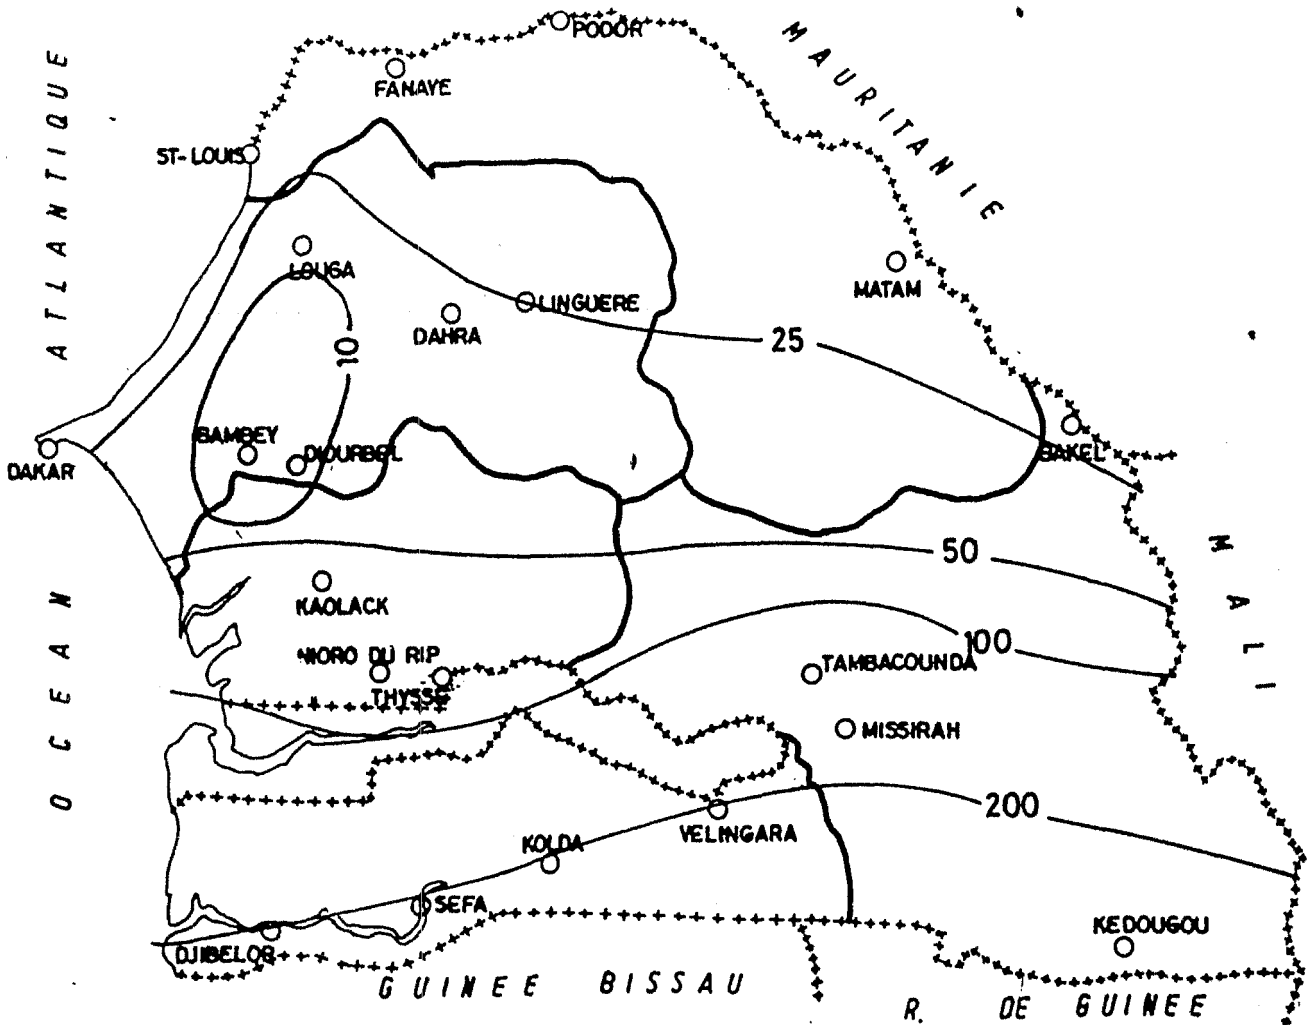 PODOR
FANAYE
MAURITANIE
OCEAN ATLANTIQUE
ST-LOUIS
LOUGA
MATAM
LINGUERE
DAHRA
25
10
BAMBEY
DIOURBEL
BAKEL
DAKAR
50
MALI
KAOLACK
NIORO DU RIP
100
TAMBACOUNDA
THYSSE
MISSIRAH
200
VELINGARA
KOLDA
SEFA
KEDOUGOU
DJIBELOR
GUINEE BISSAU
R. DE GUINEE